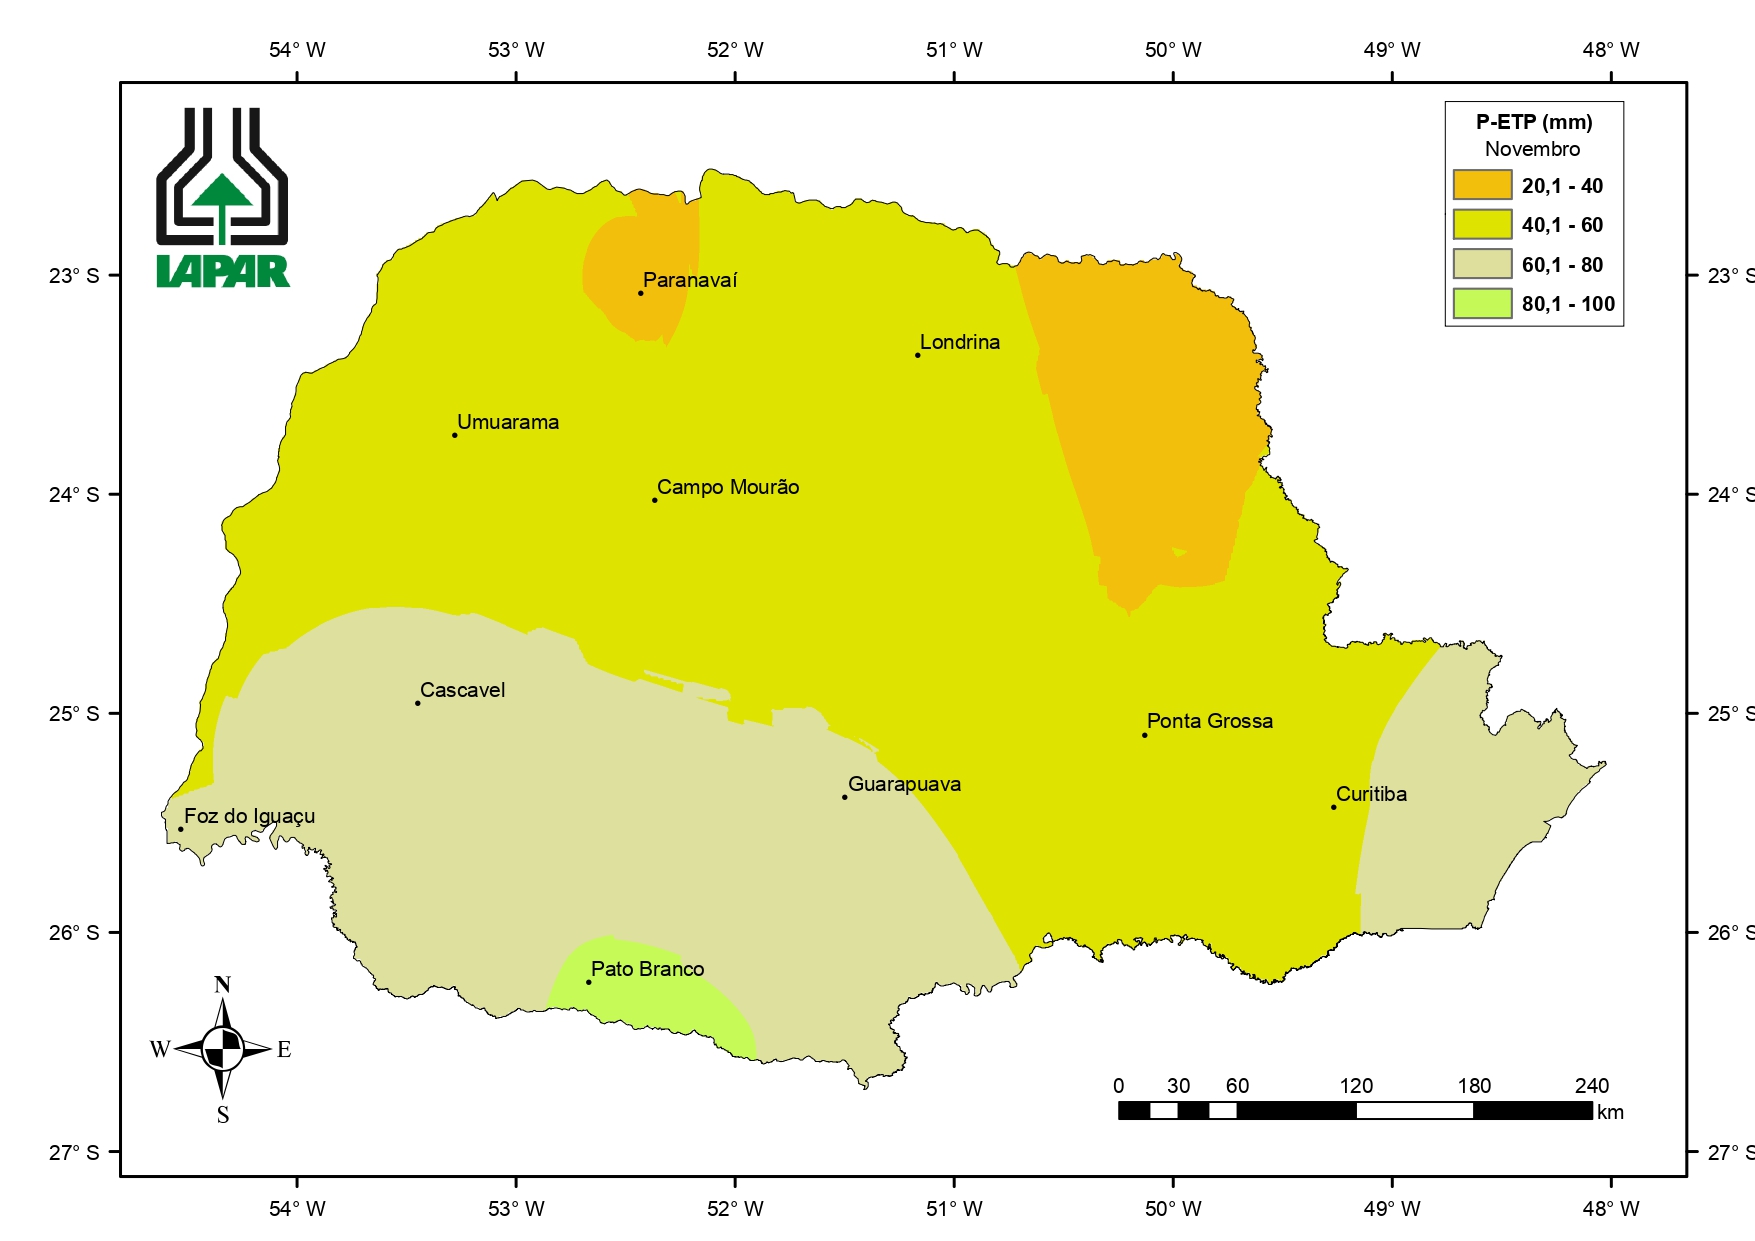 54° W 53° W 52° W 51° W 50° W 49° W 48° W
IAPAR
P-ETP (mm)
Novembro
20,1 - 40
40,1 - 60
60,1 - 80
80,1 - 100
23° S 23° S
Paranavaí
Londrina
Umuarama
Campo Mourão
24° S 24° S
Cascavel
25° S 25° S
Ponta Grossa
Guarapuava
Curitiba
Foz do Iguaçu
26° S 26° S
Pato Branco
N
W E
S
0 30 60 120 180 240
km
27° S 27° S
54° W 53° W 52° W 51° W 50° W 49° W 48° W